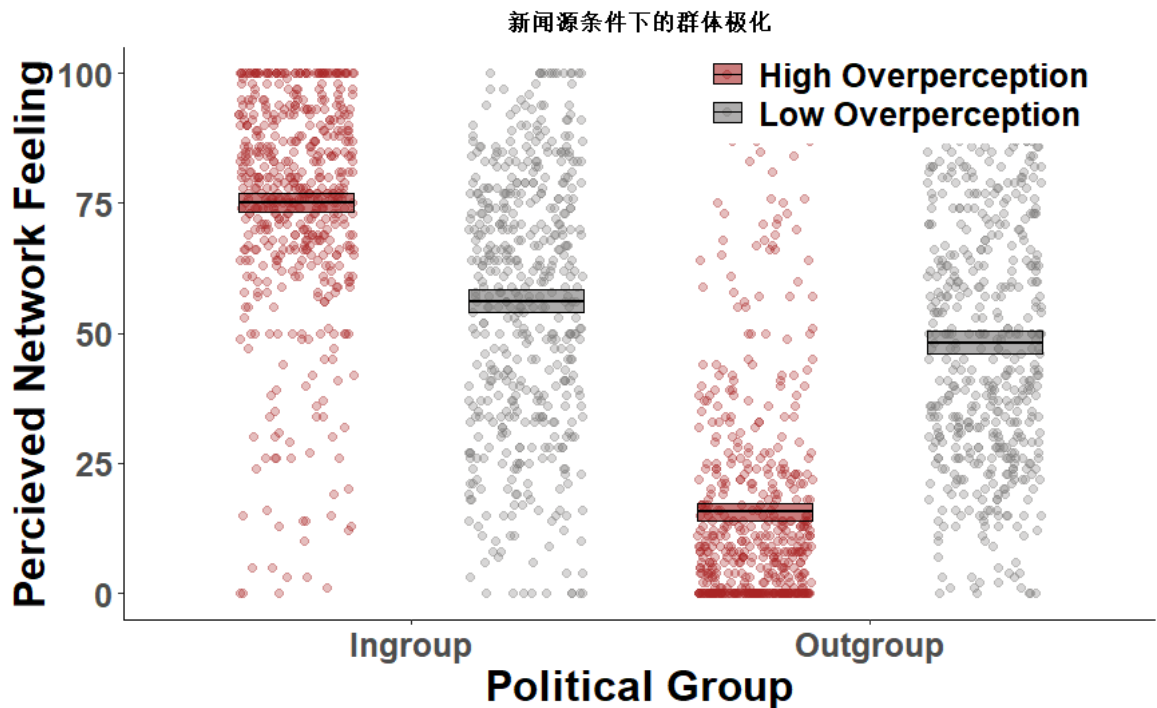 新闻源条件下的群体极化
High Overperception
Low Overperception
Percieved Network Feeling
100
75
50
25
0
Ingroup
Outgroup
Political Group